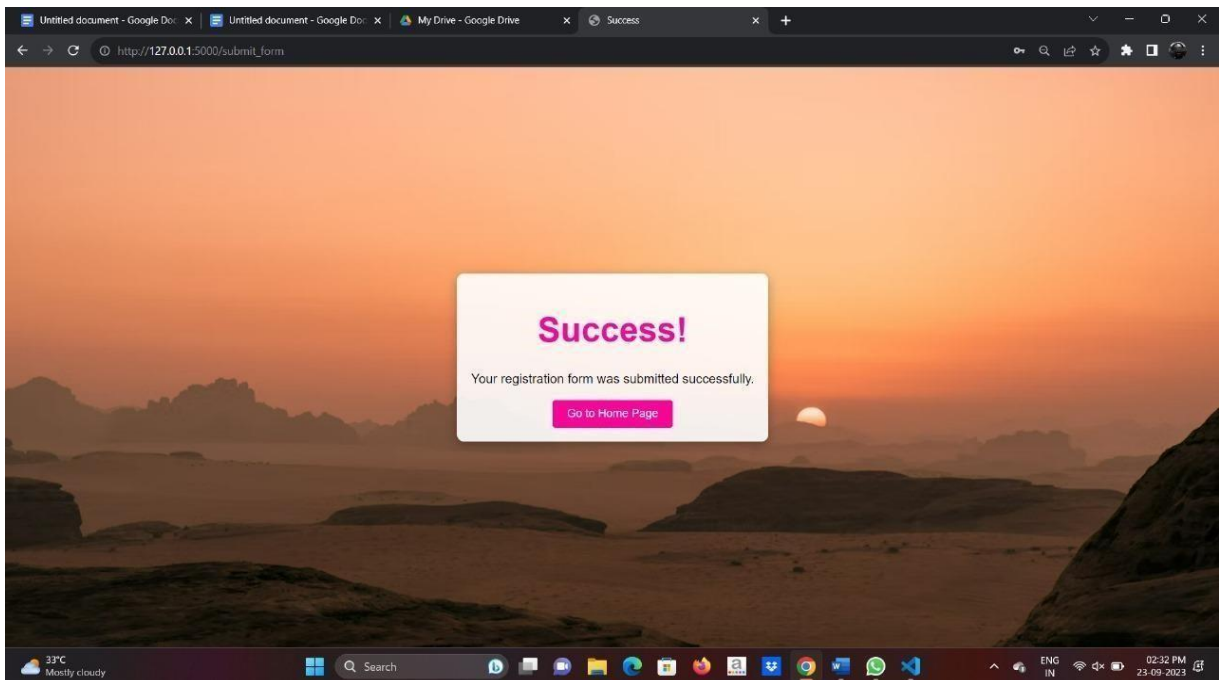 Untitled document - Google Doc
Untitled document - Google Doc
My Drive - Google Drive
Success
http://127.0.0.1:5000/submit_form
Success!
Your registration form was submitted successfully.
Go to Home Page
33°C
Mostly cloudy
Search
ENG
IN
02:32 PM
23-09-2023